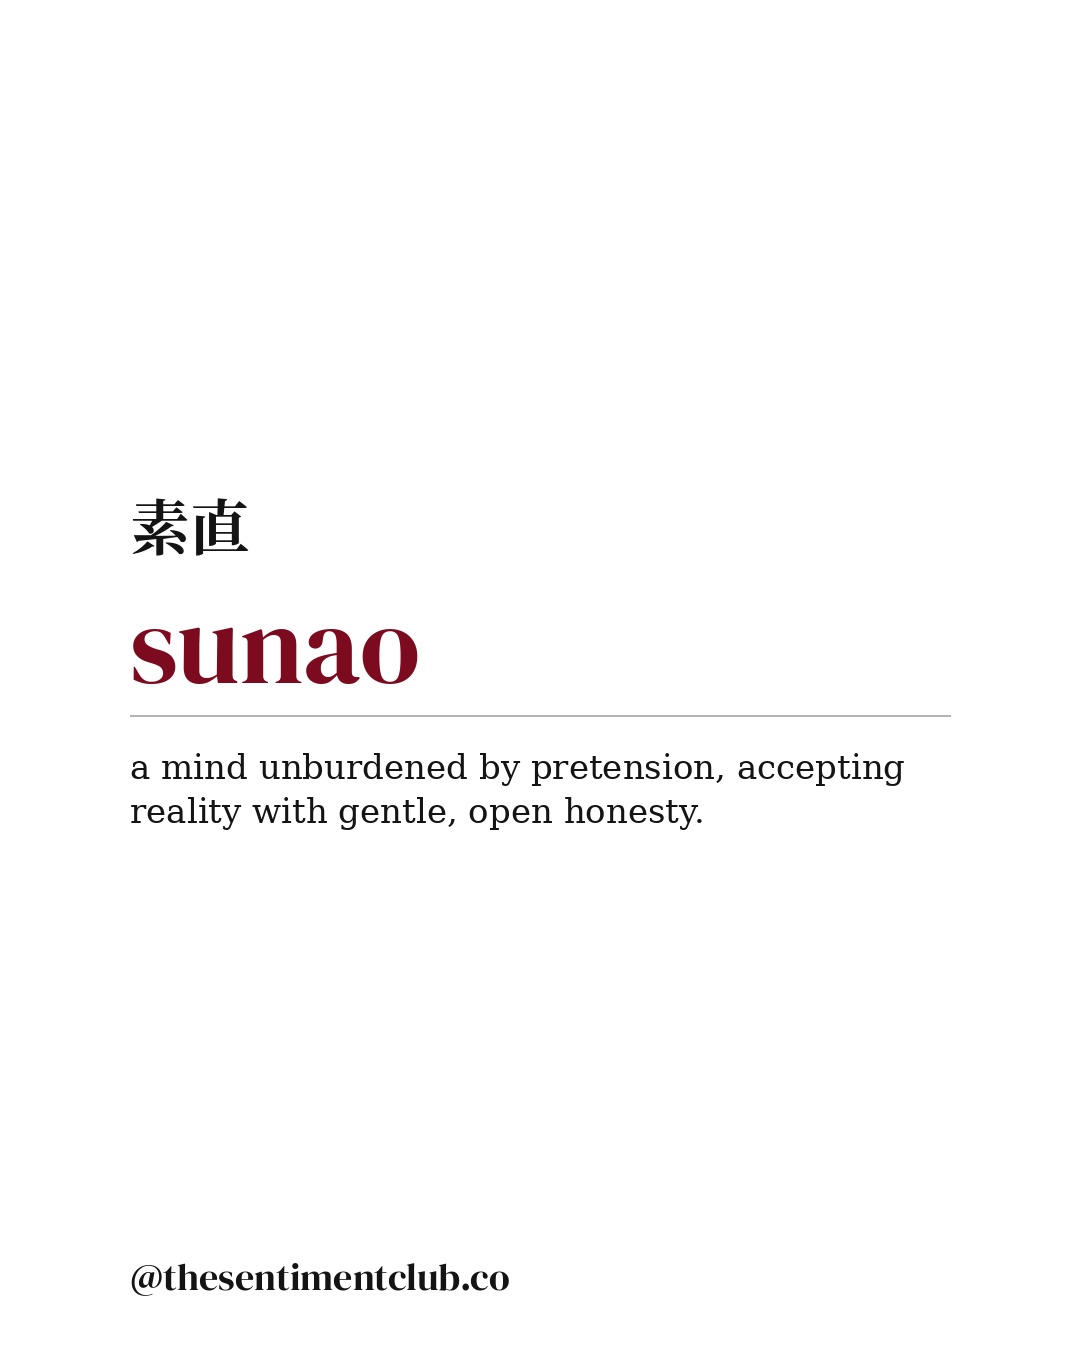 素直
sunao
a mind unburdened by pretension, accepting
reality with gentle, open honesty.
@thesentimentclub.co